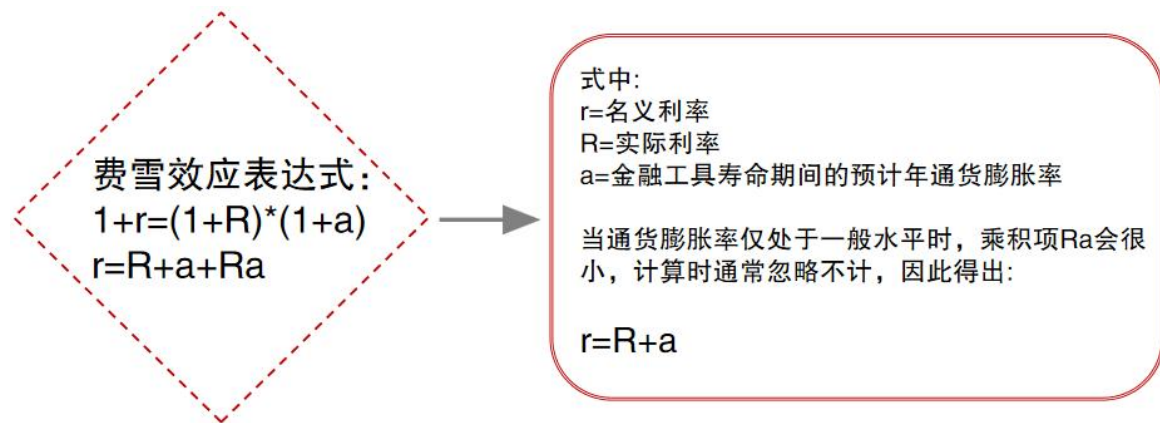 费雪效应表达式:
1+r=(1+R)*(1+a)
r=R+a+Ra
式中:
r=名义利率
R=实际利率
a=金融工具寿命期间的预计年通货膨胀率
当通货膨胀率仅处于一般水平时，乘积项Ra会很
小，计算时通常忽略不计，因此得出:
r=R+a